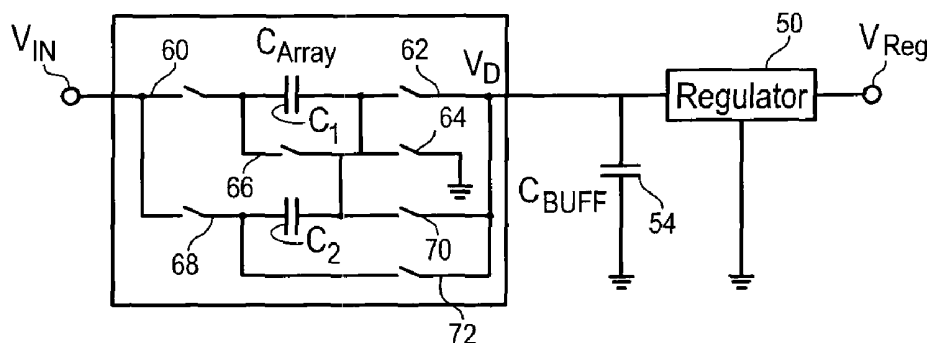 V_IN
60
C_Array
C_1
62
V_D
64
66
68
C_2
70
72
C_BUFF
54
50
Regulator
V_Reg